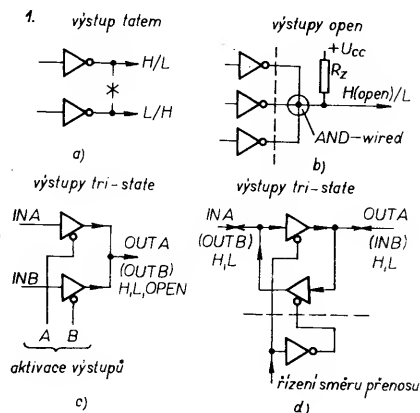 1.
výstup tatem
H/L
L/H
a)
výstupy open
+Ucc
Rz
H(open)/L
AND-wired
b)
výstupy tri-state
INA
INB
OUTA
(OUTB)
H,L,OPEN
A B
aktivace výstupů
c)
výstupy tri-state
INA
(OUTB)
H,L
OUTA
(INB)
H,L
řízení směru přenosu
d)